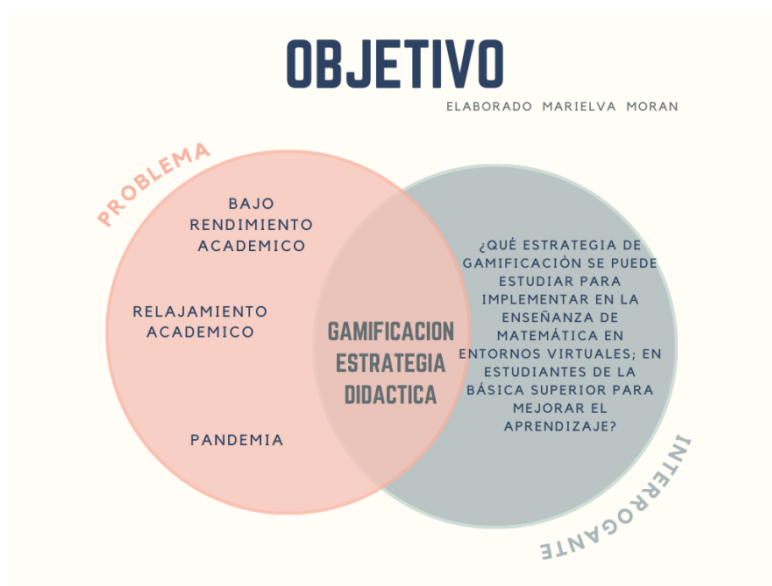 OBJETIVO
ELABORADO MARIELVA MORAN
PROBLEMA
BAJO
RENDIMIENTO
ACADEMICO
RELAJAMIENTO
ACADEMICO
PANDEMIA
GAMIFICACION
ESTRATEGIA
DIDACTICA
¿QUÉ ESTRATEGIA DE
GAMIFICACIÒN SE PUEDE
ESTUDIAR PARA
IMPLEMENTAR EN LA
ENSEÑANZA DE
MATEMÁTICA EN
ENTORNOS VIRTUALES; EN
ESTUDIANTES DE LA
BÁSICA SUPERIOR PARA
MEJORAR EL
APRENDIZAJE?
INTERROGANTE